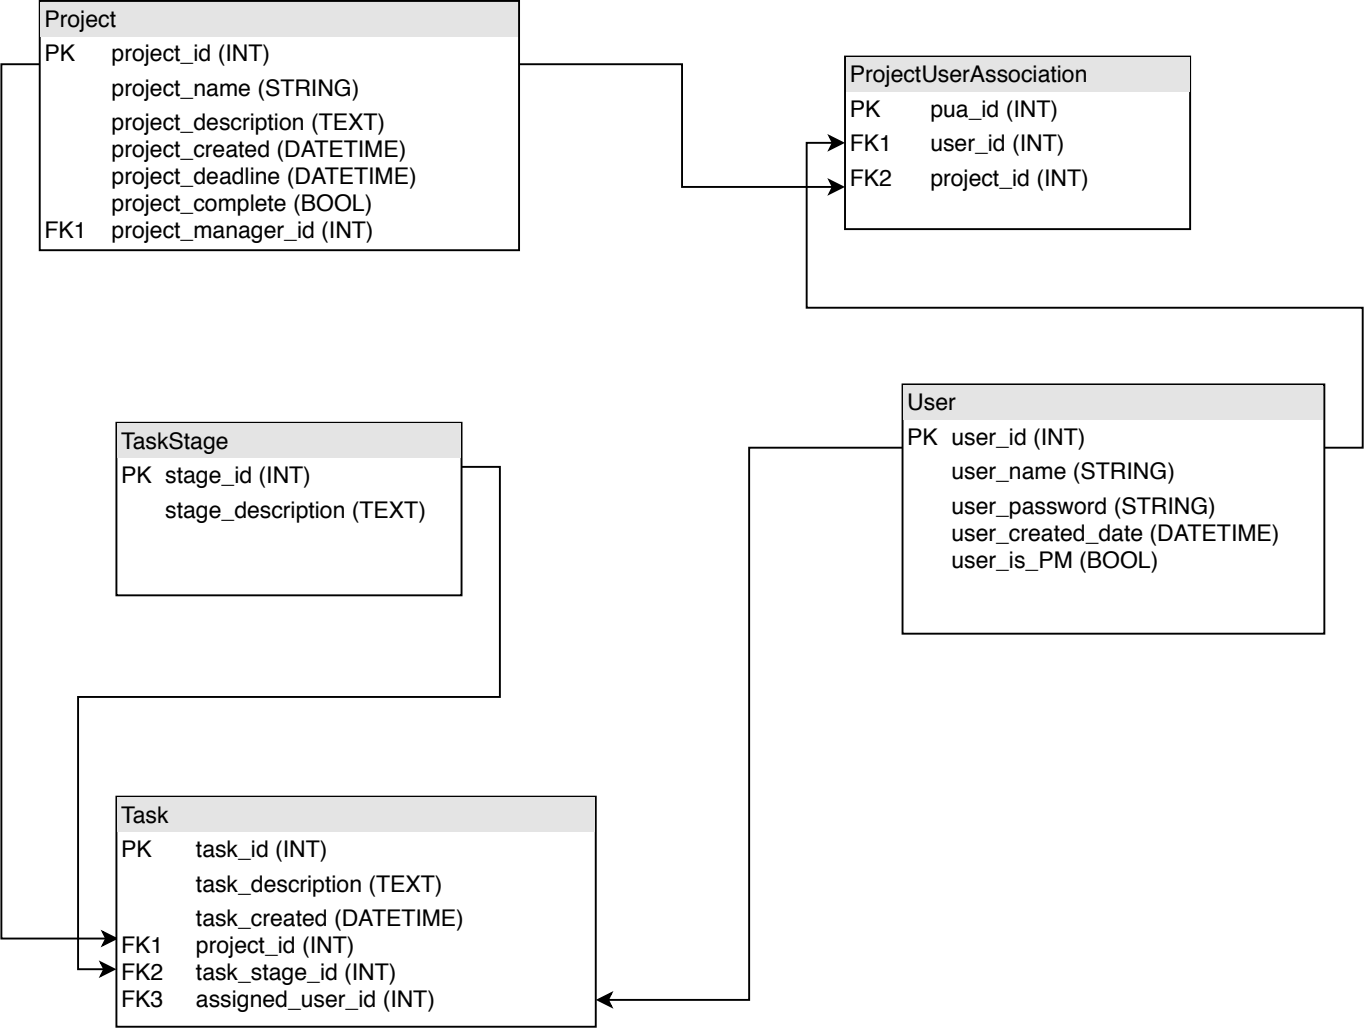 Project
PK project_id (INT)
project_name (STRING)
project_description (TEXT)
project_created (DATETIME)
project_deadline (DATETIME)
project_complete (BOOL)
FK1 project_manager_id (INT)
ProjectUserAssociation
PK pua_id (INT)
FK1 user_id (INT)
FK2 project_id (INT)
TaskStage
PK stage_id (INT)
stage_description (TEXT)
User
PK user_id (INT)
user_name (STRING)
user_password (STRING)
user_created_date (DATETIME)
user_is_PM (BOOL)
Task
PK task_id (INT)
task_description (TEXT)
task_created (DATETIME)
FK1 project_id (INT)
FK2 task_stage_id (INT)
FK3 assigned_user_id (INT)